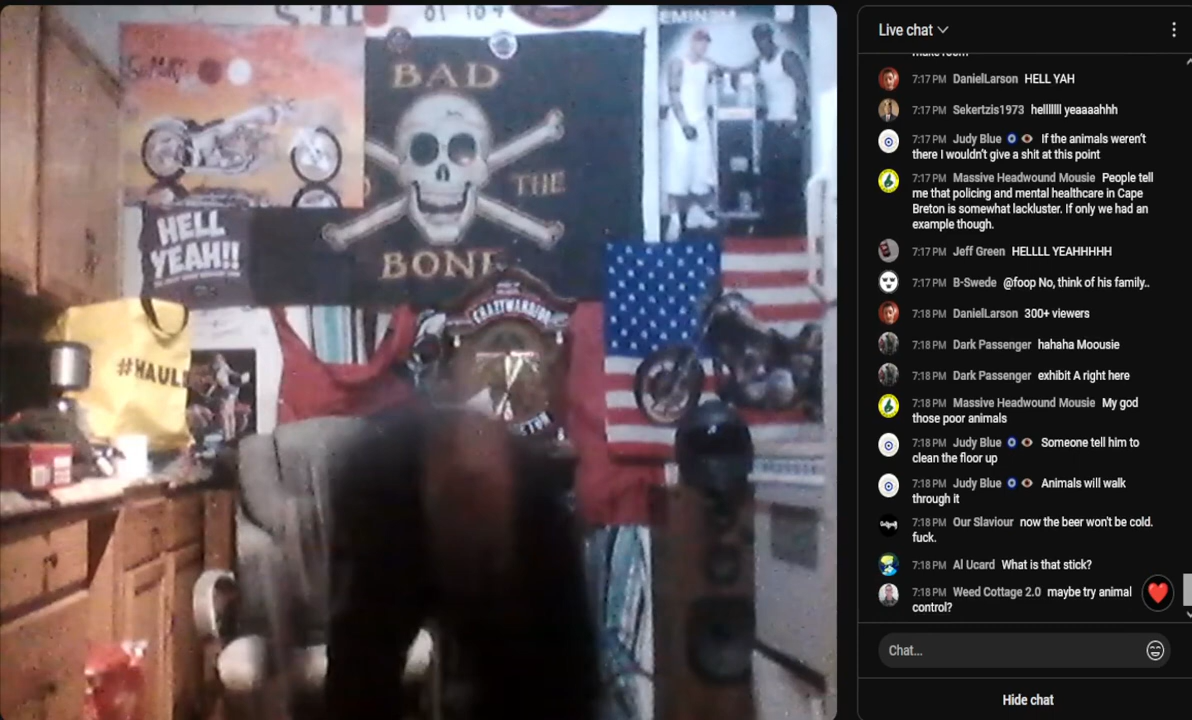 EMINEM
BAD
THE
BONE
HELL
YEAH!!
CRAZYWARRIOR
#HAUL
Live chat
7:17 PM DanielLarson HELL YAH
7:17 PM Sekertzis1973 hellllll yeaaaahhh
7:17 PM Judy Blue If the animals weren't
there I wouldn't give a shit at this point
7:17 PM Massive Headwound Mousie People tell
me that policing and mental healthcare in Cape
Breton is somewhat lackluster. If only we had an
example though.
7:17 PM Jeff Green HELLLL YEAHHHHH
7:17 PM B-Swede @foop No, think of his family..
7:18 PM DanielLarson 300+ viewers
7:18 PM Dark Passenger hahaha Moousie
7:18 PM Dark Passenger exhibit A right here
7:18 PM Massive Headwound Mousie My god
those poor animals
7:18 PM Judy Blue Someone tell him to
clean the floor up
7:18 PM Judy Blue Animals will walk
through it
7:18 PM Our Slaviour now the beer won't be cold.
fuck.
7:18 PM Al Ucard What is that stick?
7:18 PM Weed Cottage 2.0 maybe try animal
control?
Chat...
Hide chat